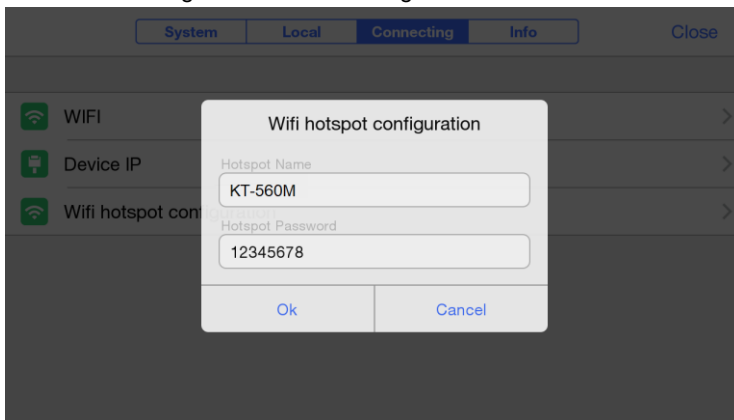 System Local Connecting Info Close
WIFI
Wifi hotspot configuration
Device IP
Hotspot Name
KT-560M
Wifi hotspot configuration
Hotspot Password
12345678
Ok Cancel